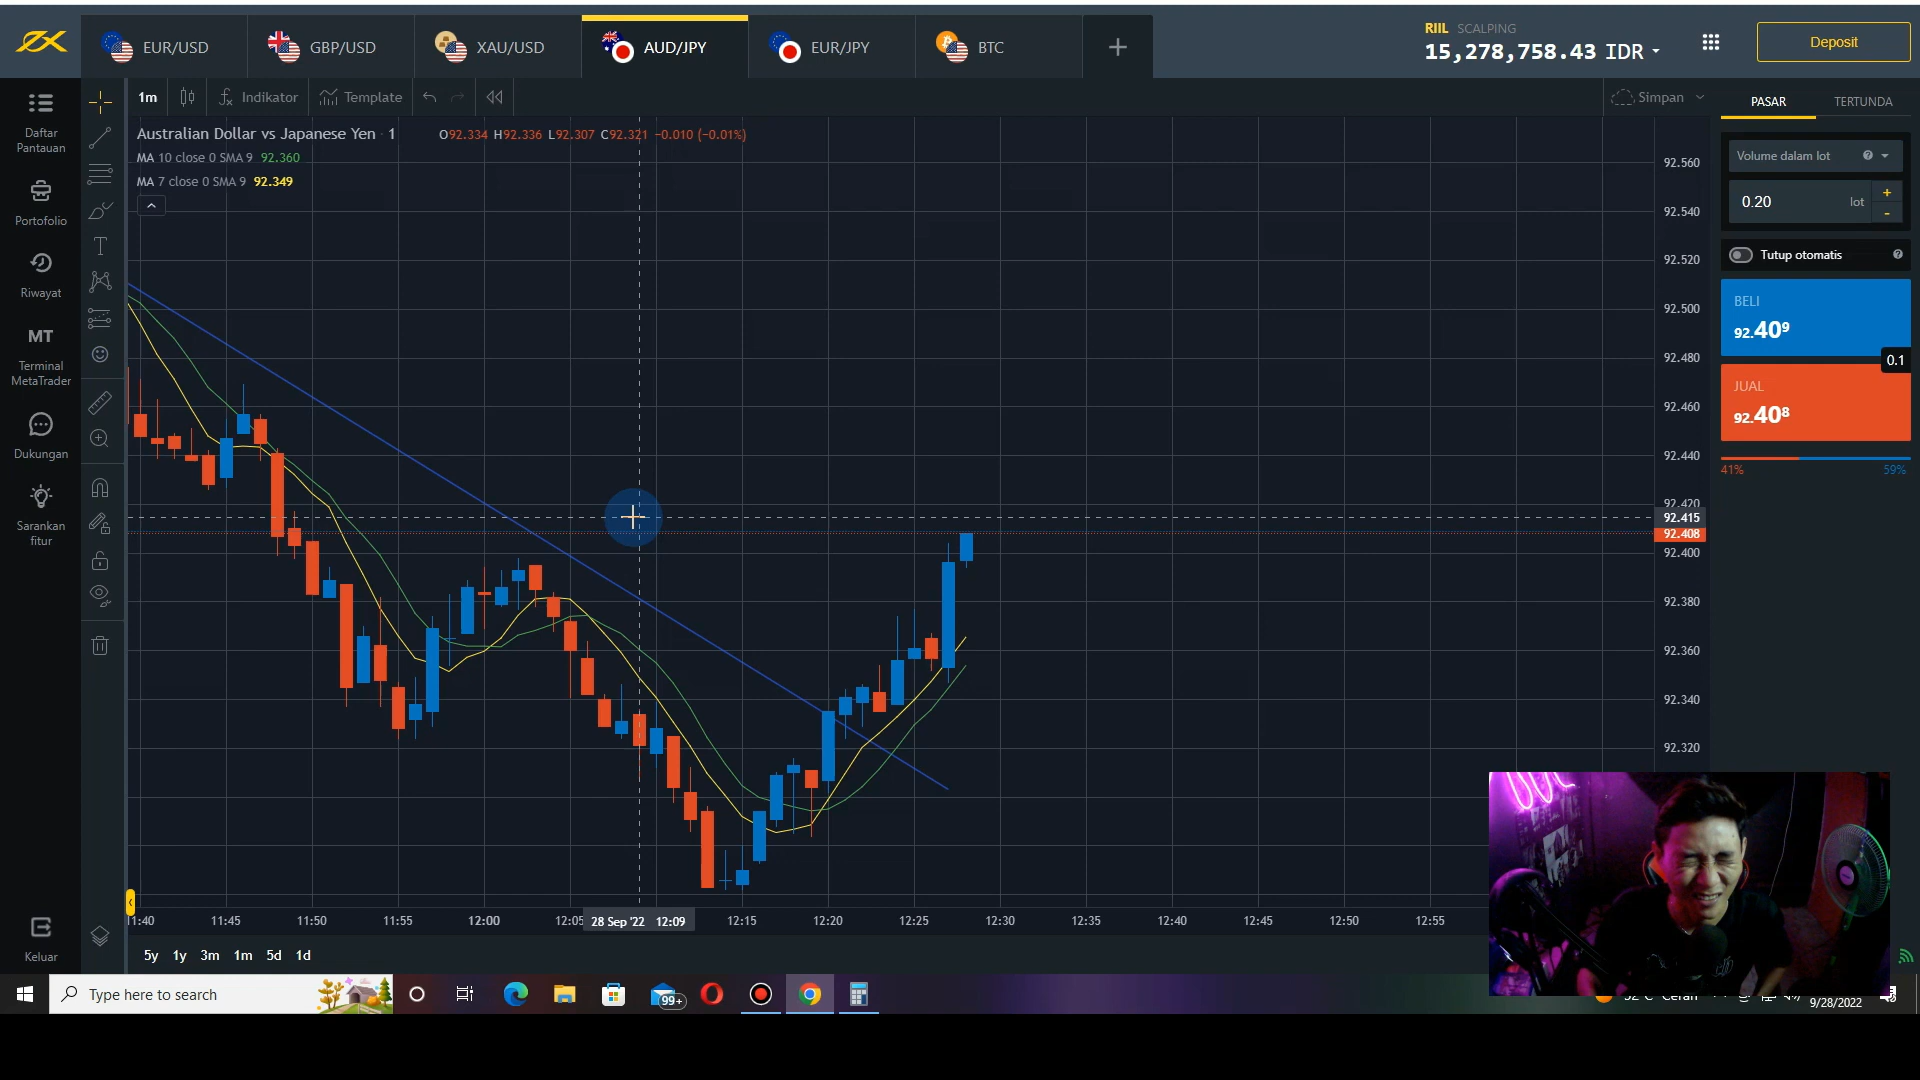 EUR/USD
GBP/USD
XAU/USD
AUD/JPY
EUR/JPY
BTC
RIIL SCALPING
15,278,758.43 IDR
Deposit
Daftar
Pantauan
Portofolio
Riwayat
MT
Terminal
MetaTrader
Dukungan
Sarankan
fitur
Keluar
1m
Indikator
Template
Simpan
Australian Dollar vs Japanese Yen · 1
O92.334 H92.336 L92.307 C92.321 −0.010 (−0.01%)
MA 10 close 0 SMA 9 92.360
MA 7 close 0 SMA 9 92.349
92.560
92.540
92.520
92.500
92.480
92.460
92.440
92.420
92.415
92.408
92.400
92.380
92.360
92.340
92.320
PASAR
TERTUNDA
Volume dalam lot
0.20 lot
+
-
Tutup otomatis
BELI
92.409
0.1
JUAL
92.408
41% 59%
11:40 11:45 11:50 11:55 12:00 12:05 28 Sep '22 12:09 12:15 12:20 12:25 12:30 12:35 12:40 12:45 12:50 12:55
5y 1y 3m 1m 5d 1d
Type here to search
99+
9/28/2022